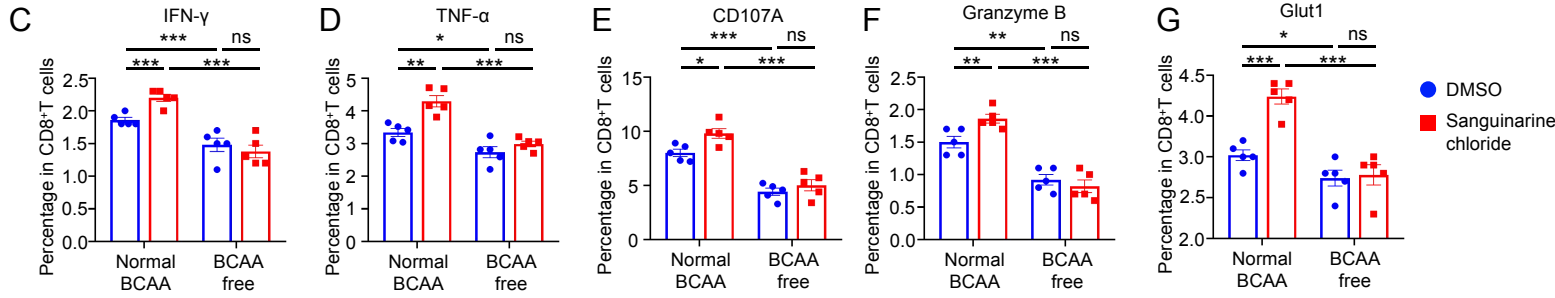 C
IFN-γ
*** ns
*** ***
Percentage in CD8⁺T cells
2.5
2.0
1.5
1.0
0.5
0.0
Normal BCAA
BCAA free
D
TNF-α
* ns
** ***
Percentage in CD8⁺T cells
5
4
3
2
1
0
Normal BCAA
BCAA free
E
CD107A
*** ns
* ***
Percentage in CD8⁺T cells
15
10
5
0
Normal BCAA
BCAA free
F
Granzyme B
** ns
** ***
Percentage in CD8⁺T cells
2.5
2.0
1.5
1.0
0.5
0.0
Normal BCAA
BCAA free
G
Glut1
* ns
*** ***
Percentage in CD8⁺T cells
4.5
4.0
3.0
2.5
2.0
Normal BCAA
BCAA free
DMSO
Sanguinarine
chloride